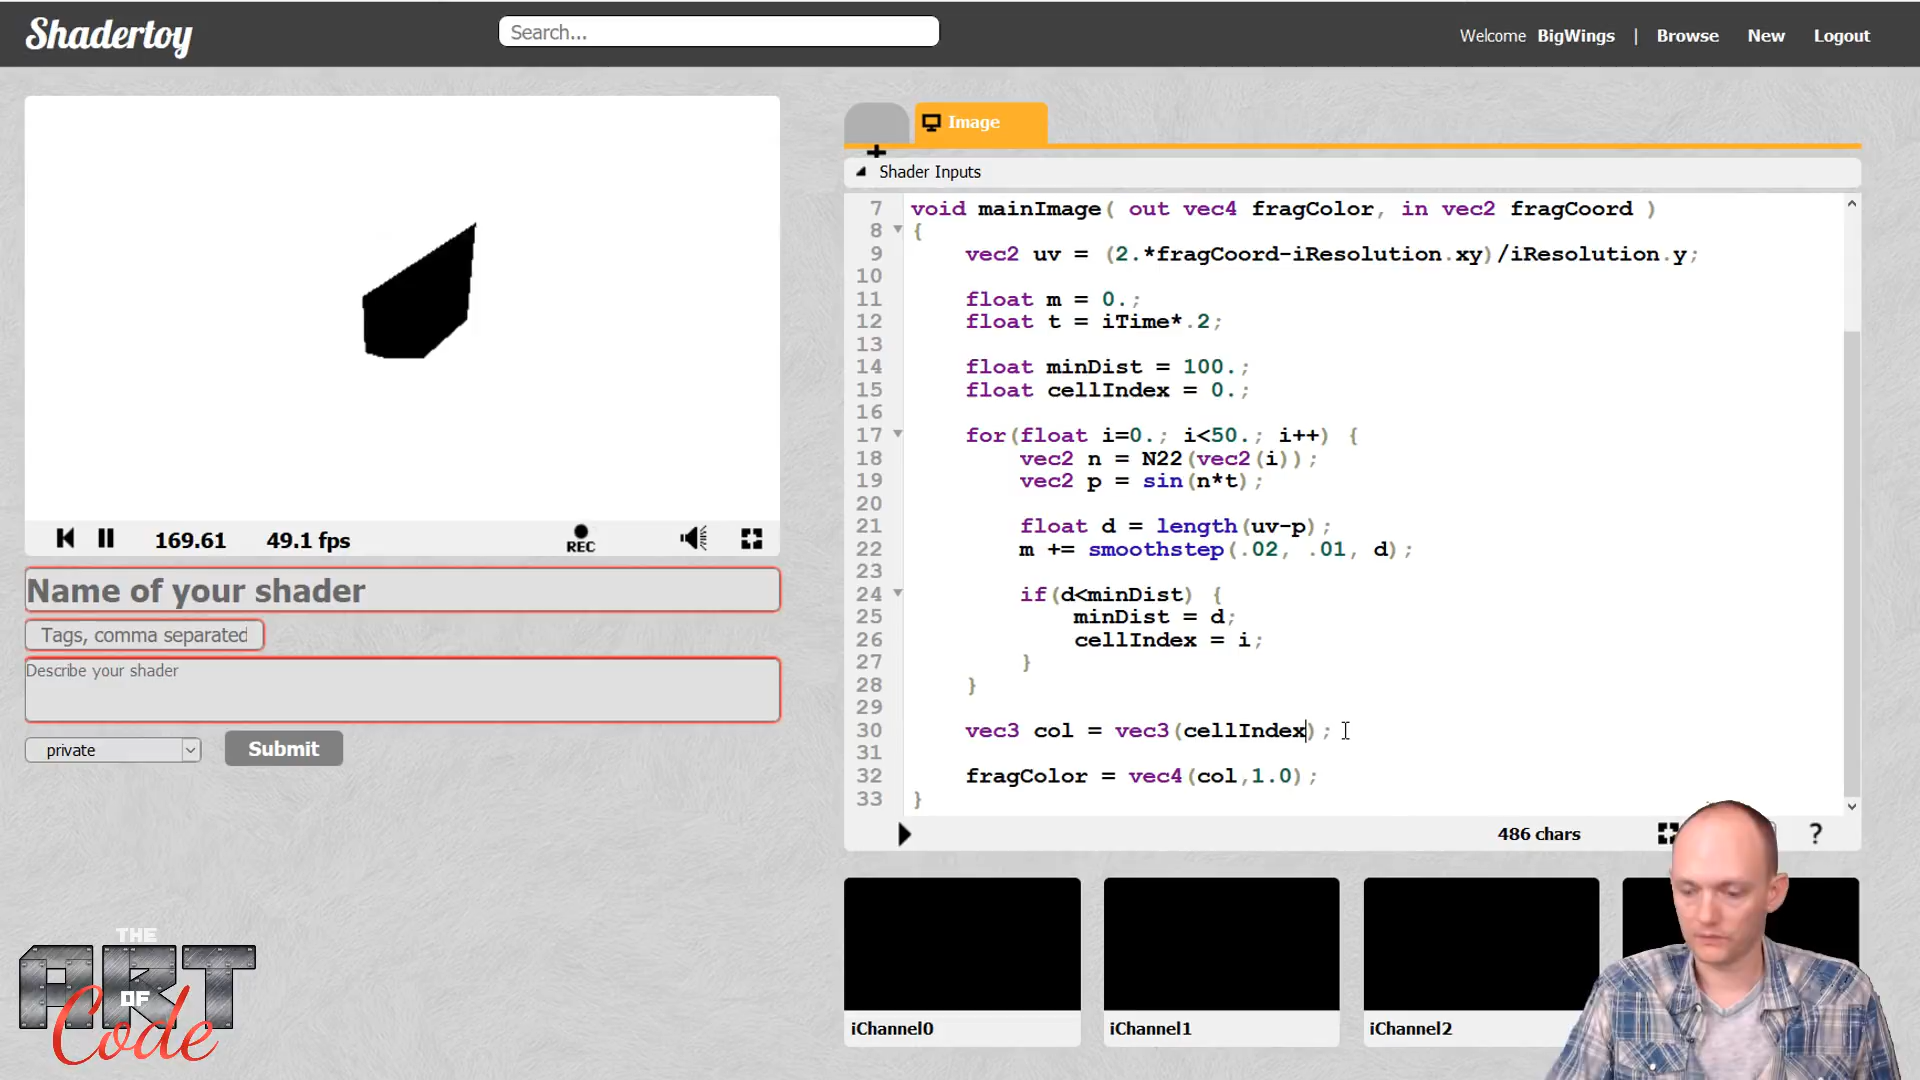 Shadertoy
Search...
Welcome BigWings | Browse New Logout
Image
+
Shader Inputs
7 void mainImage( out vec4 fragColor, in vec2 fragCoord )
8 {
9 vec2 uv = (2.*fragCoord-iResolution.xy)/iResolution.y;
10
11 float m = 0.;
12 float t = iTime*.2;
13
14 float minDist = 100.;
15 float cellIndex = 0.;
16
17 for(float i=0.; i<50.; i++) {
18 vec2 n = N22(vec2(i));
19 vec2 p = sin(n*t);
20
21 float d = length(uv-p);
22 m += smoothstep(.02, .01, d);
23
24 if(d<minDist) {
25 minDist = d;
26 cellIndex = i;
27 }
28 }
29
30 vec3 col = vec3(cellIndex);
31
32 fragColor = vec4(col,1.0);
33 }
486 chars
?
169.61 49.1 fps REC
Name of your shader
Tags, comma separated
Describe your shader
private Submit
iChannel0 iChannel1 iChannel2
THE
ART
OF
Code